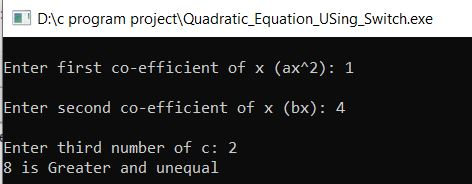 D:\c program project\Quadratic_Equation_USing_Switch.exe
Enter first co-efficient of x (ax^2): 1
Enter second co-efficient of x (bx): 4
Enter third number of c: 2
8 is Greater and unequal